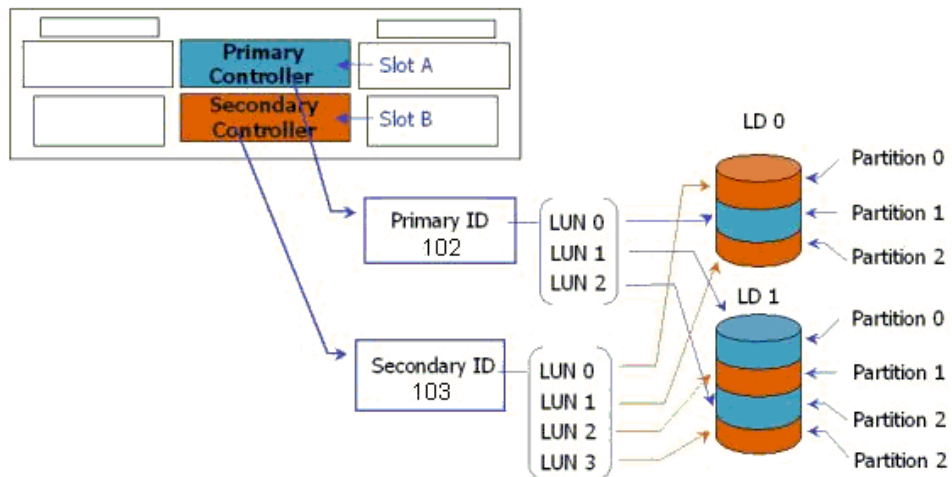 Primary
Controller
Slot A
Secondary
Controller
Slot B
LD 0
Partition 0
Partition 1
Partition 2
Primary ID
102
LUN 0
LUN 1
LUN 2
LD 1
Partition 0
Partition 1
Partition 2
Partition 2
Secondary ID
103
LUN 0
LUN 1
LUN 2
LUN 3